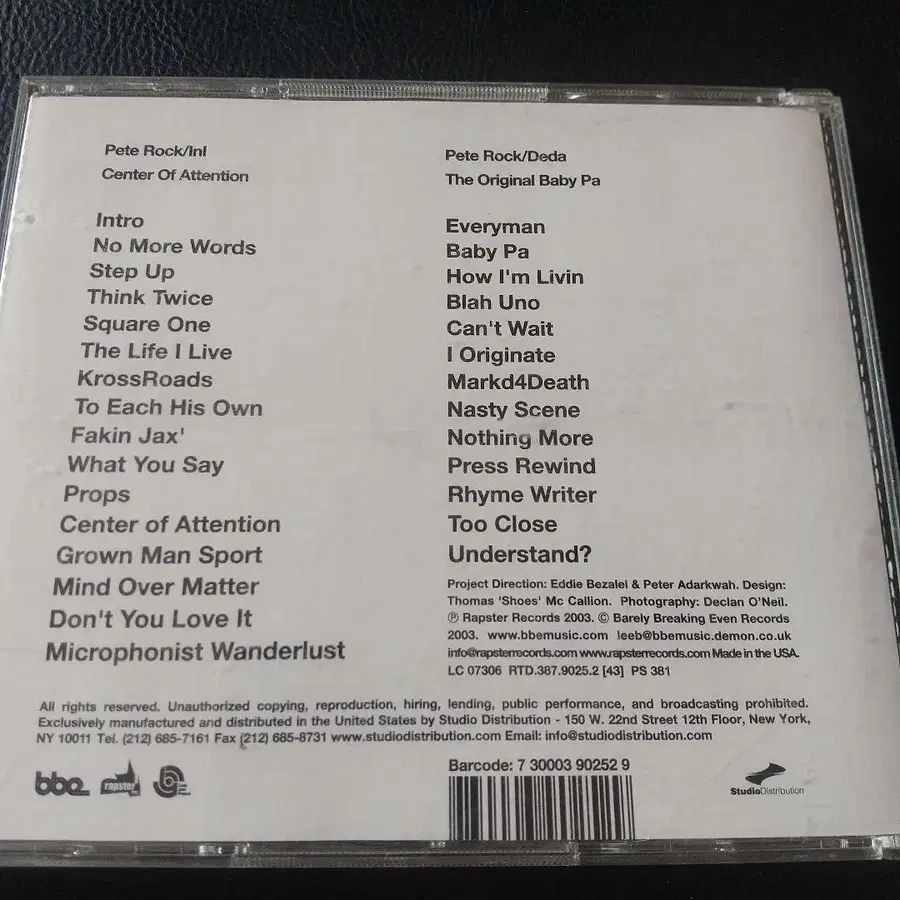 Pete Rock/InI
Center Of Attention
Intro
No More Words
Step Up
Think Twice
Square One
The Life I Live
KrossRoads
To Each His Own
Fakin Jax'
What You Say
Props
Center of Attention
Grown Man Sport
Mind Over Matter
Don't You Love It
Microphonist Wanderlust
Pete Rock/Deda
The Original Baby Pa
Everyman
Baby Pa
How I'm Livin
Blah Uno
Can't Wait
I Originate
Markd4Death
Nasty Scene
Nothing More
Press Rewind
Rhyme Writer
Too Close
Understand?
Project Direction: Eddie Bezalel & Peter Adarkwah. Design:
Thomas 'Shoes' Mc Callion. Photography: Declan O'Neil.
℗ Rapster Records 2003. © Barely Breaking Even Records
2003. www.bbemusic.com leeb@bbemusic.demon.co.uk
info@rapsterrecords.com www.rapsterrecords.com Made in the USA.
LC 07306 RTD.387.9025.2 [43] PS 381
All rights reserved. Unauthorized copying, reproduction, hiring, lending, public performance, and broadcasting prohibited.
Exclusively manufactured and distributed in the United States by Studio Distribution - 150 W. 22nd Street 12th Floor, New York,
NY 10011 Tel. (212) 685-7161 Fax (212) 685-8731 www.studiodistribution.com Email: info@studiodistribution.com
bbe
rapster
Barcode: 7 30003 90252 9
StudioDistribution